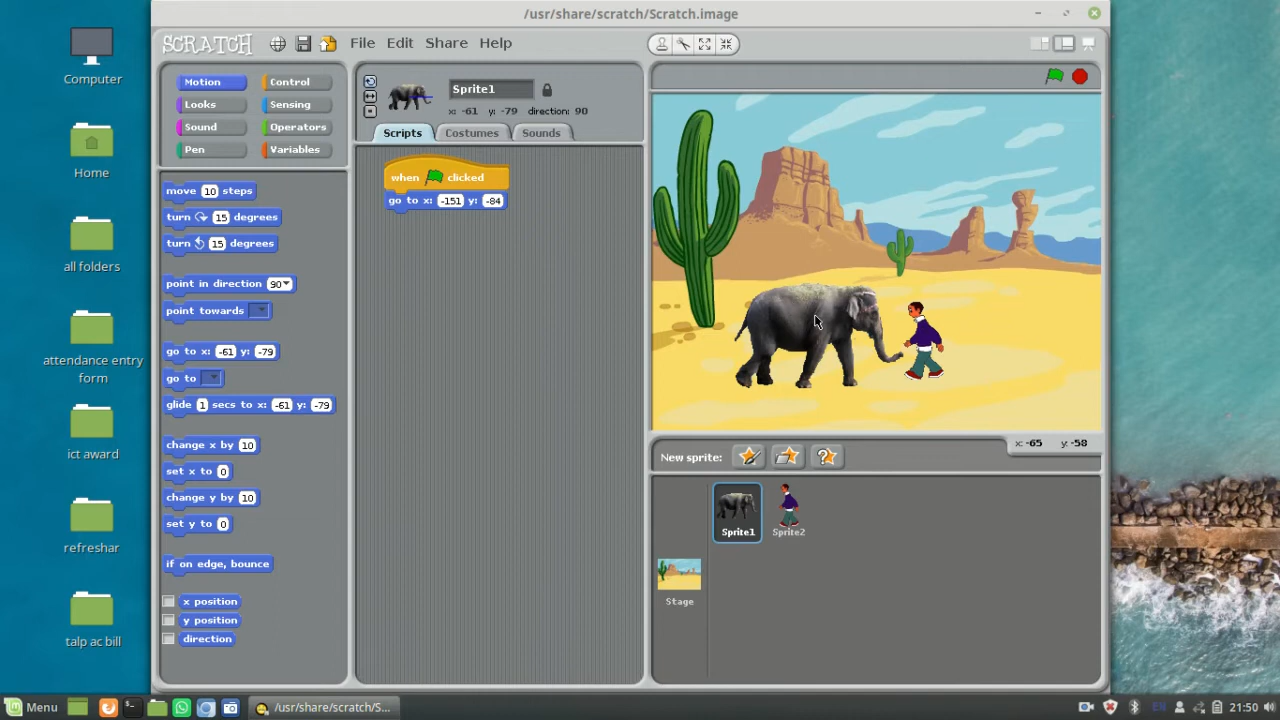 /usr/share/scratch/Scratch.image
SCRATCH File Edit Share Help
Computer
Home
all folders
attendance entry
form
ict award
refreshar
talp ac bill
Motion Control
Looks Sensing
Sound Operators
Pen Variables
move 10 steps
turn 15 degrees
turn 15 degrees
point in direction 90
point towards
go to x: -61 y: -79
go to
glide 1 secs to x: -61 y: -79
change x by 10
set x to 0
change y by 10
set y to 0
if on edge, bounce
x position
y position
direction
Sprite1
x: -61 y: -79 direction: 90
Scripts Costumes Sounds
when clicked
go to x: -151 y: -84
x: -65 y: -58
New sprite:
Sprite1 Sprite2
Stage
Menu /usr/share/scratch/S... EN 21:50